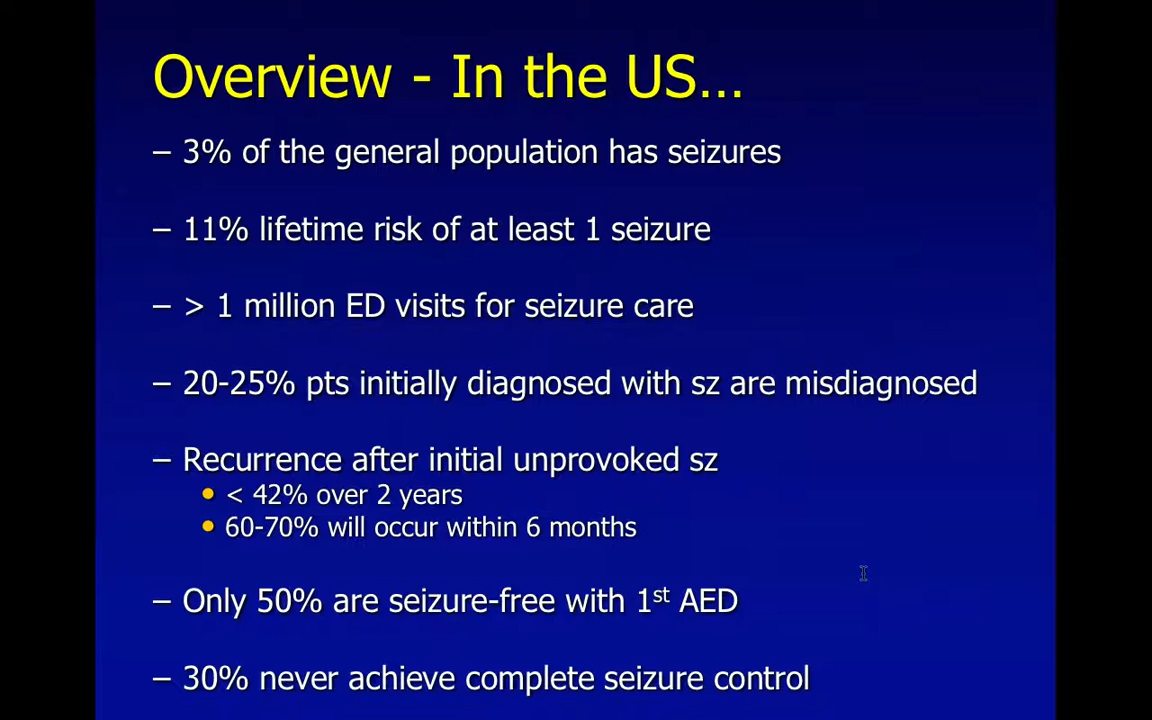 Overview - In the US...
– 3% of the general population has seizures
– 11% lifetime risk of at least 1 seizure
– > 1 million ED visits for seizure care
– 20-25% pts initially diagnosed with sz are misdiagnosed
– Recurrence after initial unprovoked sz
• < 42% over 2 years
• 60-70% will occur within 6 months
– Only 50% are seizure-free with 1st AED
– 30% never achieve complete seizure control